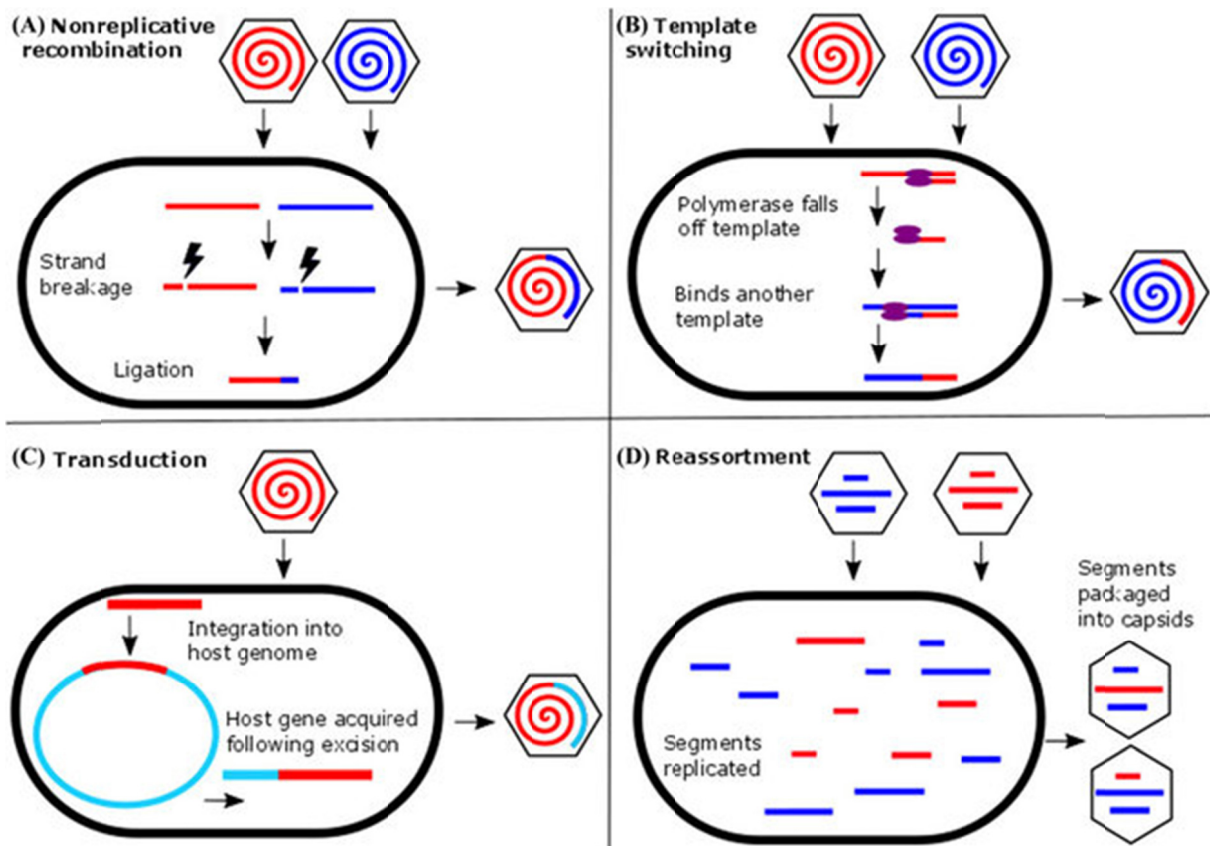 (A) Nonreplicative
recombination
Strand
breakage
Ligation
(B) Template
switching
Polymerase falls
off template
Binds another
template
(C) Transduction
Integration into
host genome
Host gene acquired
following excision
(D) Reassortment
Segments
replicated
Segments
packaged
into capsids